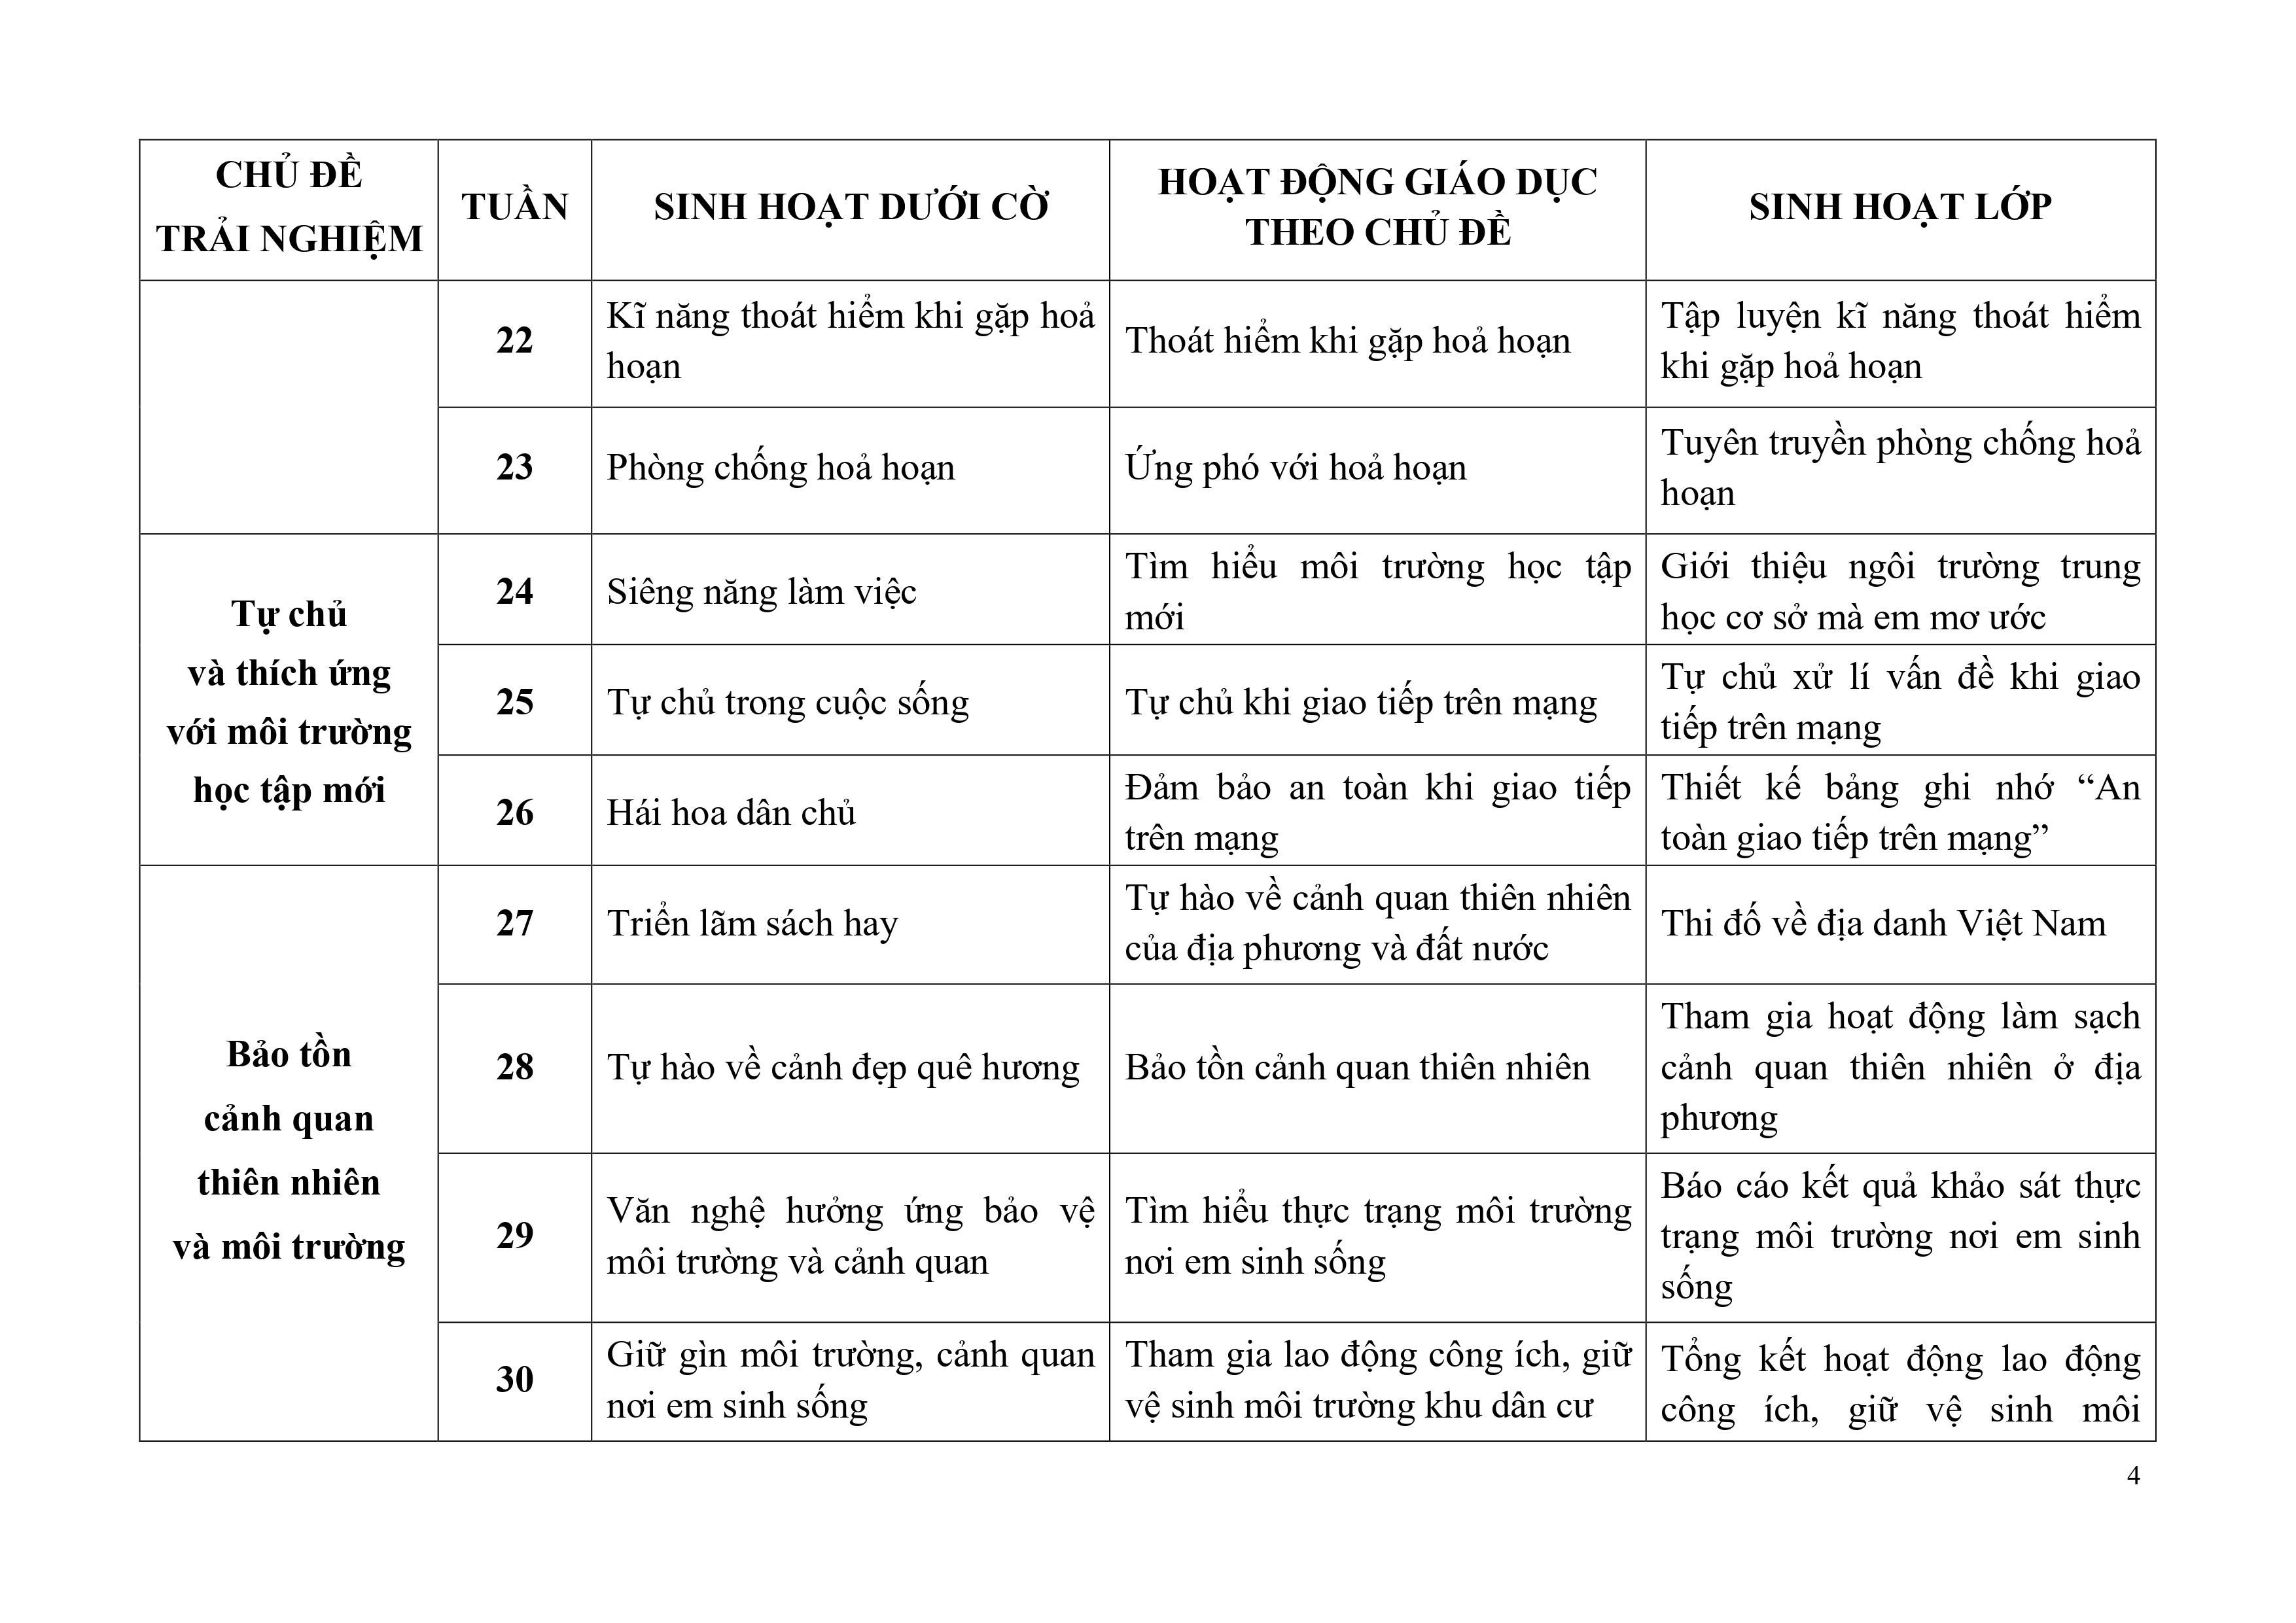 CHỦ ĐỀ
TRẢI NGHIỆM
TUẦN
SINH HOẠT DƯỚI CỜ
HOẠT ĐỘNG GIÁO DỤC
THEO CHỦ ĐỀ
SINH HOẠT LỚP
22
Kĩ năng thoát hiểm khi gặp hoả
hoạn
Thoát hiểm khi gặp hoả hoạn
Tập luyện kĩ năng thoát hiểm
khi gặp hoả hoạn
23
Phòng chống hoả hoạn
Ứng phó với hoả hoạn
Tuyên truyền phòng chống hoả
hoạn
Tự chủ
và thích ứng
với môi trường
học tập mới
24
Siêng năng làm việc
Tìm hiểu môi trường học tập
mới
Giới thiệu ngôi trường trung
học cơ sở mà em mơ ước
25
Tự chủ trong cuộc sống
Tự chủ khi giao tiếp trên mạng
Tự chủ xử lí vấn đề khi giao
tiếp trên mạng
26
Hái hoa dân chủ
Đảm bảo an toàn khi giao tiếp
trên mạng
Thiết kế bảng ghi nhớ “An
toàn giao tiếp trên mạng”
Bảo tồn
cảnh quan
thiên nhiên
và môi trường
27
Triển lãm sách hay
Tự hào về cảnh quan thiên nhiên
của địa phương và đất nước
Thi đố về địa danh Việt Nam
28
Tự hào về cảnh đẹp quê hương
Bảo tồn cảnh quan thiên nhiên
Tham gia hoạt động làm sạch
cảnh quan thiên nhiên ở địa
phương
29
Văn nghệ hưởng ứng bảo vệ
môi trường và cảnh quan
Tìm hiểu thực trạng môi trường
nơi em sinh sống
Báo cáo kết quả khảo sát thực
trạng môi trường nơi em sinh
sống
30
Giữ gìn môi trường, cảnh quan
nơi em sinh sống
Tham gia lao động công ích, giữ
vệ sinh môi trường khu dân cư
Tổng kết hoạt động lao động
công ích, giữ vệ sinh môi
4